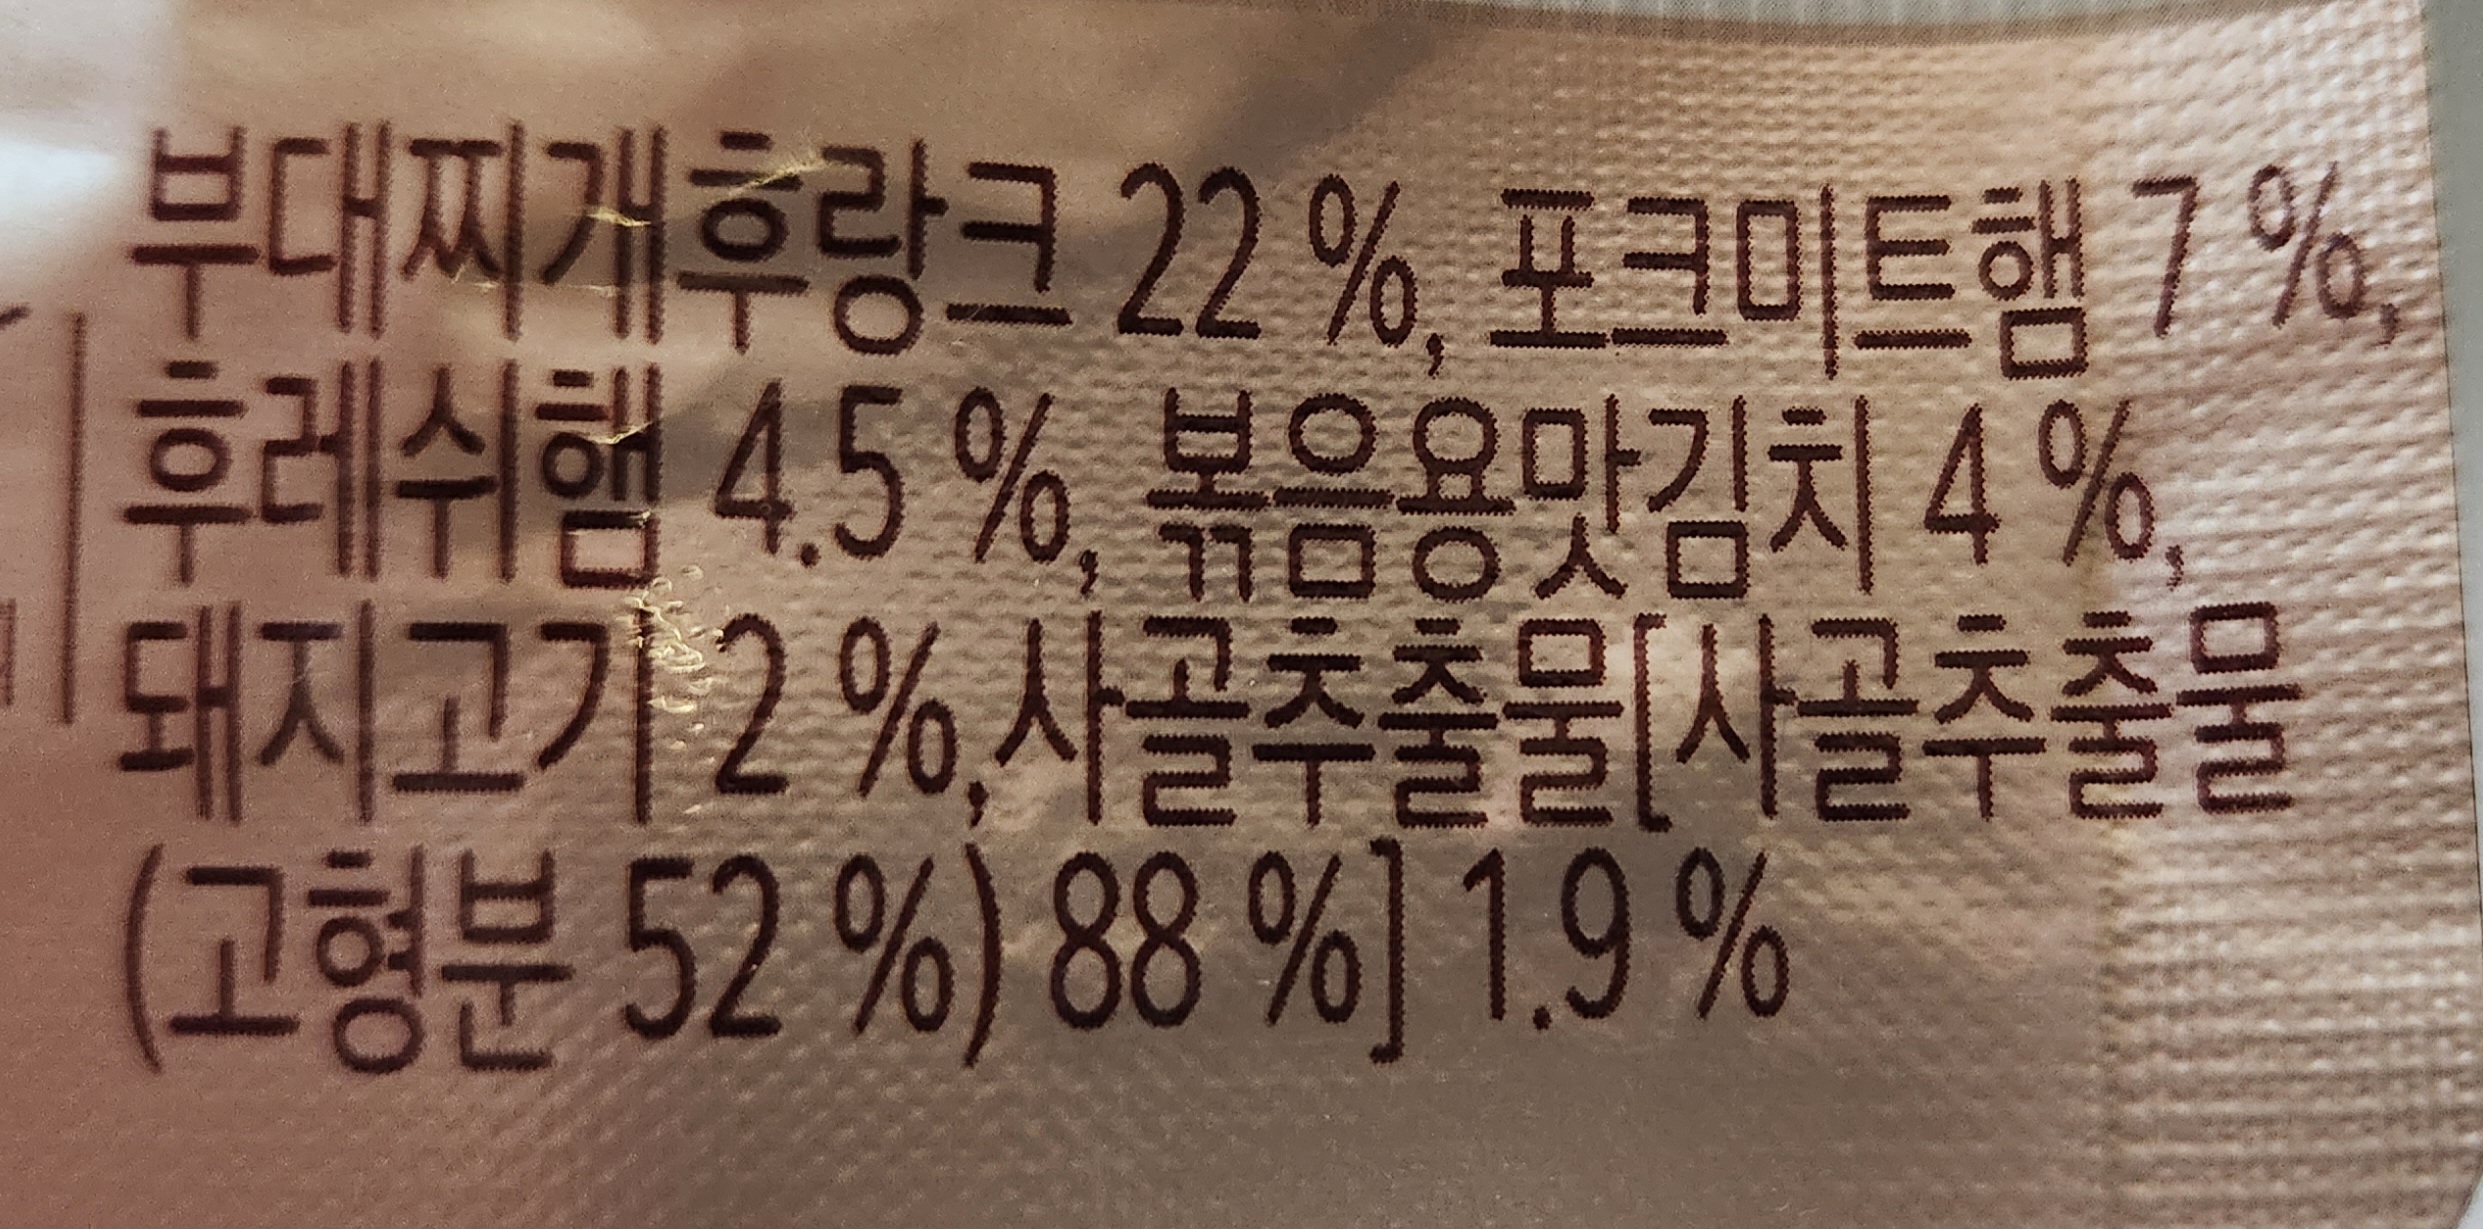 부대찌개후랑크 22 %, 포크미트햄 7 %,
후레쉬햄 4.5 %, 볶음용맛김치 4 %,
돼지고기 2 %, 사골추출물[사골추출물
(고형분 52 %) 88 %] 1.9 %